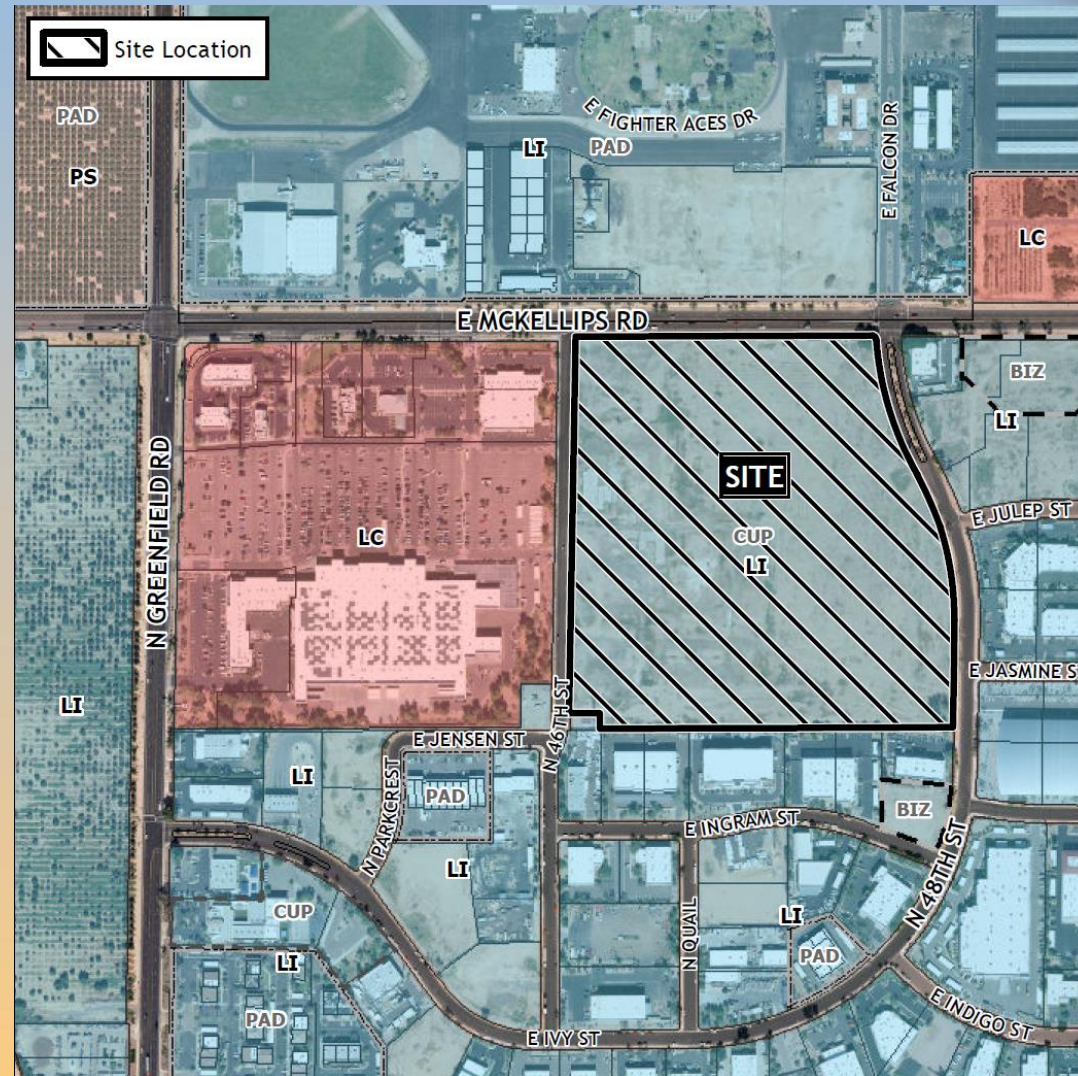 Site Location
PAD
PS
E FIGHTER ACES DR
LI
PAD
E FALCON DR
LC
E MCKELLIPS RD
BIZ
LI
N GREENFIELD RD
SITE
E JULEP ST
LC
CUP
LI
E JASMINE S
LI
N 46TH ST
E JENSEN ST
LI
PAD
N PARKCREST
BIZ
E INGRAM ST
LI
N 48TH ST
CUP
LI
N QUAIL
PAD
LI
PAD
E INDIGO ST
E IVY ST